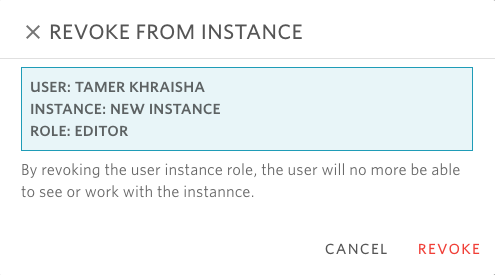 REVOKE FROM INSTANCE
USER: TAMER KHRAISHA
INSTANCE: NEW INSTANCE
ROLE: EDITOR
By revoking the user instance role, the user will no more be able
to see or work with the instannce.
CANCEL REVOKE